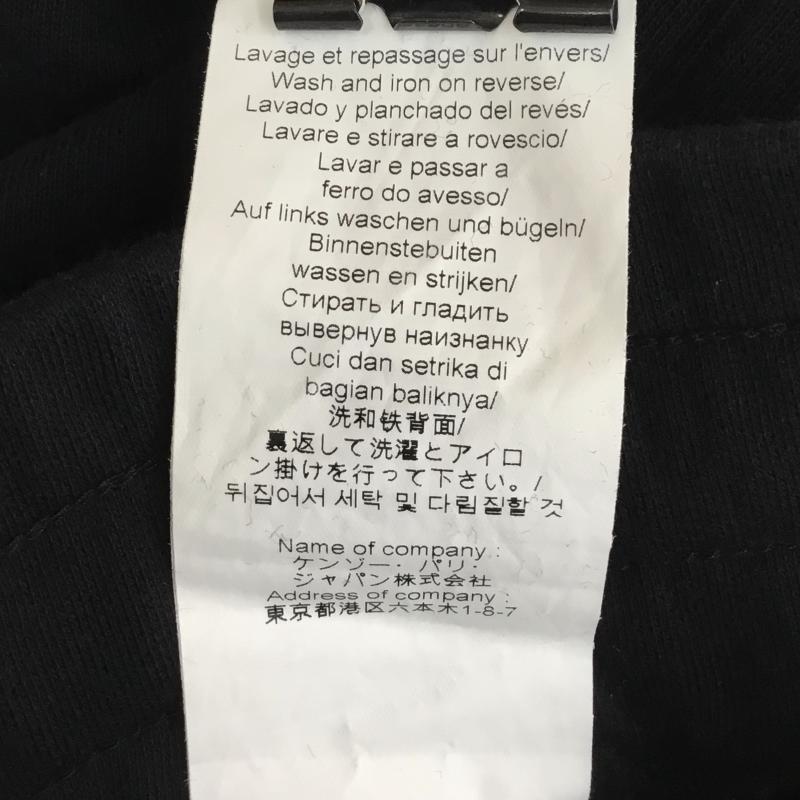 Lavage et repassage sur l'envers/
Wash and iron on reverse/
Lavado y planchado del revés/
Lavare e stirare a rovescio/
Lavar e passar a
ferro do avesso/
Auf links waschen und bügeln/
Binnenstebuiten
wassen en strijken/
Стирать и гладить
вывернув наизнанку
Cuci dan setrika di
bagian baliknya/
洗和铁背面/
裏返して洗濯とアイロ
ン掛けを行って下さい。/
뒤집어서 세탁 및 다림질할 것
Name of company :
ケンゾー・パリ・
ジャパン株式会社
Address of company :
東京都港区六本木1-8-7